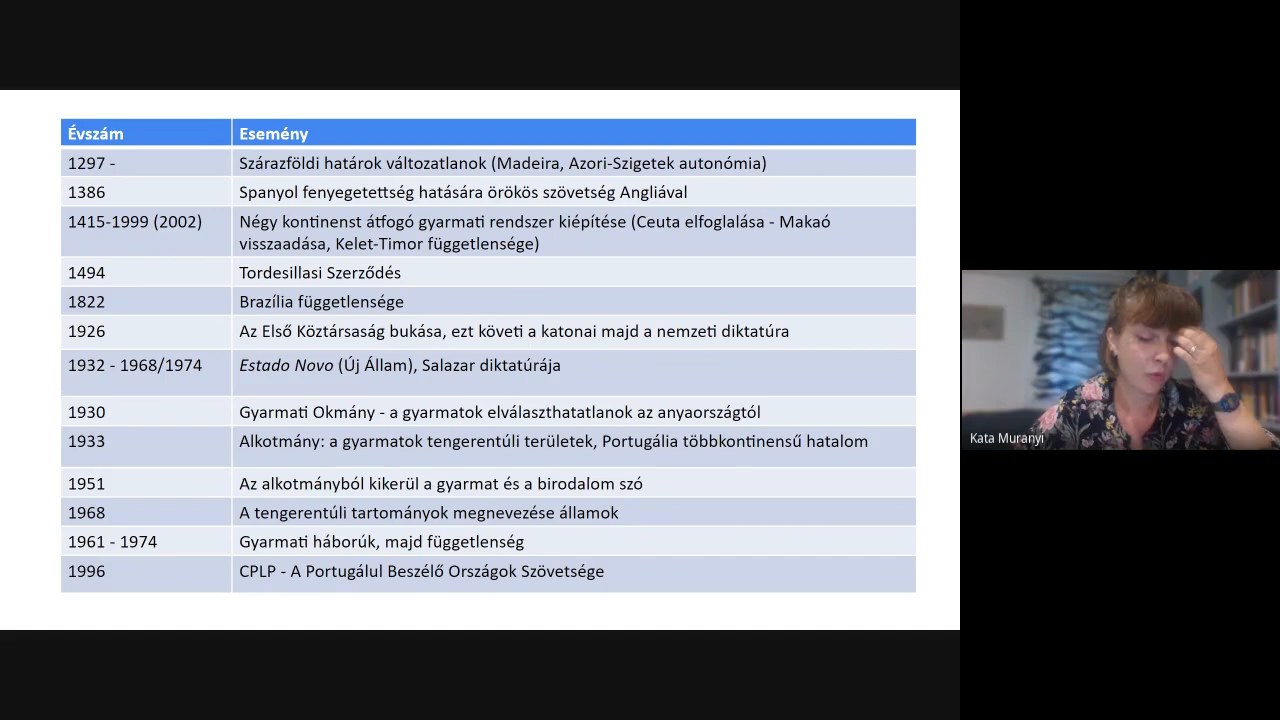 Évszám Esemény
1297 - Szárazföldi határok változatlanok (Madeira, Azori-Szigetek autonómia)
1386 Spanyol fenyegetettség hatására örökös szövetség Angliával
1415-1999 (2002) Négy kontinenst átfogó gyarmati rendszer kiépítése (Ceuta elfoglalása - Makaó
visszaadása, Kelet-Timor függetlensége)
1494 Tordesillasi Szerződés
1822 Brazília függetlensége
1926 Az Első Köztársaság bukása, ezt követi a katonai majd a nemzeti diktatúra
1932 - 1968/1974 Estado Novo (Új Állam), Salazar diktatúrája
1930 Gyarmati Okmány - a gyarmatok elválaszthatatlanok az anyaországtól
1933 Alkotmány: a gyarmatok tengerentúli területek, Portugália többkontinensű hatalom
1951 Az alkotmányból kikerül a gyarmat és a birodalom szó
1968 A tengerentúli tartományok megnevezése államok
1961 - 1974 Gyarmati háborúk, majd függetlenség
1996 CPLP - A Portugálul Beszélő Országok Szövetsége
Kata Muranyi